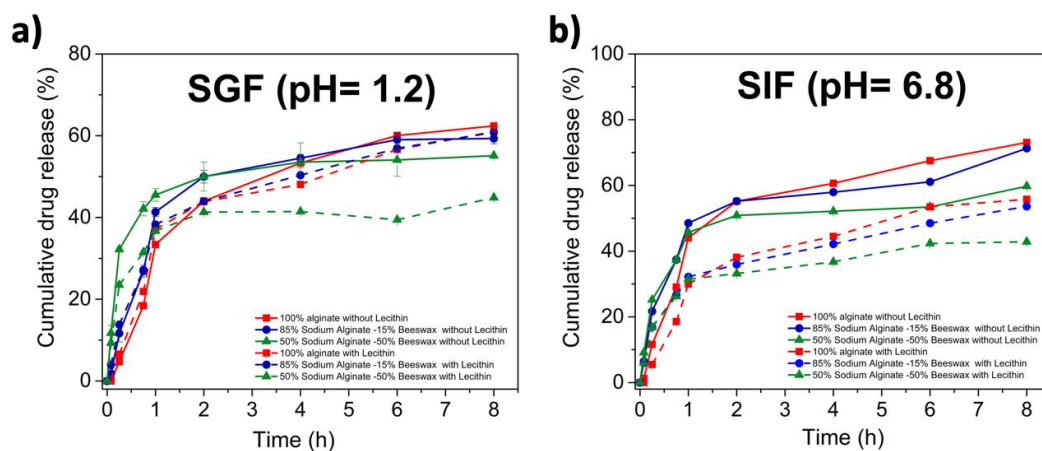 a)
SGF (pH= 1.2)
Cumulative drug release (%)
80
60
40
20
0
100% alginate without Lecithin
85% Sodium Alginate -15% Beeswax  without Lecithin
50% Sodium Alginate -50% Beeswax without Lecithin
100% alginate with Lecithin
85% Sodium Alginate -15% Beeswax  with Lecithin
50% Sodium Alginate -50% Beeswax with Lecithin
0 1 2 3 4 5 6 7 8
Time (h)
b)
SIF (pH= 6.8)
Cumulative drug release (%)
100
80
60
40
20
0
100% alginate without Lecithin
85% Sodium Alginate -15% Beeswax  without Lecithin
50% Sodium Alginate -50% Beeswax without Lecithin
100% alginate with Lecithin
85% Sodium Alginate -15% Beeswax  with Lecithin
50% Sodium Alginate -50% Beeswax with Lecithin
0 1 2 3 4 5 6 7 8
Time (h)